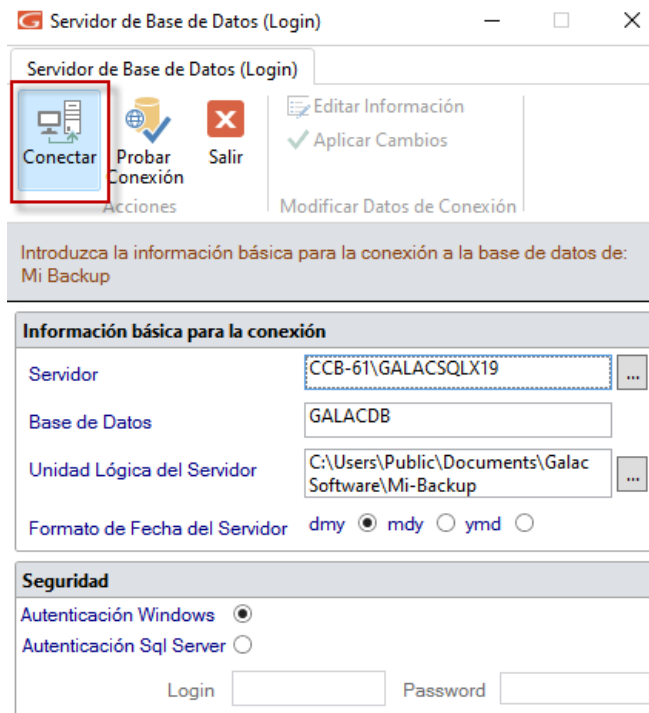 Servidor de Base de Datos (Login)
Servidor de Base de Datos (Login)
Conectar
Probar
Conexión
Salir
Editar Información
Aplicar Cambios
Acciones
Modificar Datos de Conexión
Introduzca la información básica para la conexión a la base de datos de:
Mi Backup
Información básica para la conexión
Servidor CCB-61\GALACSQLX19 ...
Base de Datos GALACDB
Unidad Lógica del Servidor C:\Users\Public\Documents\Galac
Software\Mi-Backup ...
Formato de Fecha del Servidor dmy mdy ymd
Seguridad
Autenticación Windows
Autenticación Sql Server
Login Password